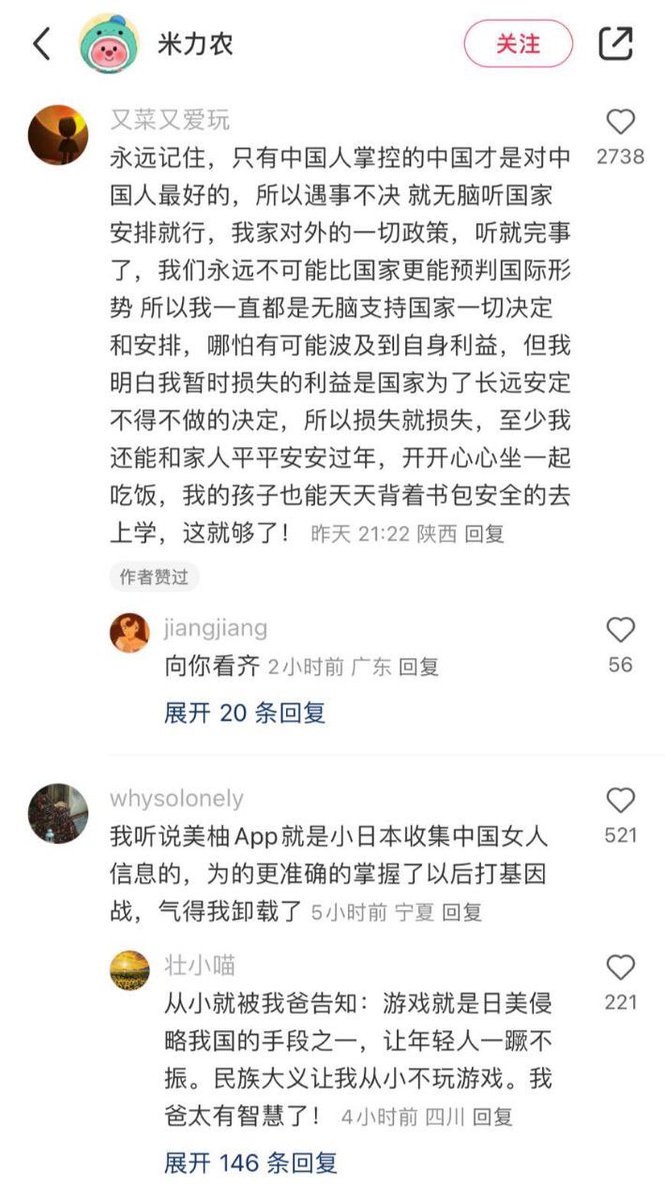 米力农
关注
又菜又爱玩
永远记住，只有中国人掌控的中国才是对中
国人最好的，所以遇事不决 就无脑听国家
安排就行，我家对外的一切政策，听就完事
了，我们永远不可能比国家更能预判国际形
势 所以我一直都是无脑支持国家一切决定
和安排，哪怕有可能波及到自身利益，但我
明白我暂时损失的利益是国家为了长远安定
不得不做的决定，所以损失就损失，至少我
还能和家人平平安安过年，开开心心坐一起
吃饭，我的孩子也能天天背着书包安全的去
上学，这就够了！ 昨天 21:22 陕西 回复
2738
作者赞过
jiangjiang
向你看齐 2小时前 广东 回复
56
展开 20 条回复
whysolonely
我听说美柚App就是小日本收集中国女人
信息的，为的更准确的掌握了以后打基因
战，气得我卸载了 5小时前 宁夏 回复
521
壮小喵
从小就被我爸告知：游戏就是日美侵
略我国的手段之一，让年轻人一蹶不
振。民族大义让我从小不玩游戏。我
爸太有智慧了！ 4小时前 四川 回复
221
展开 146 条回复